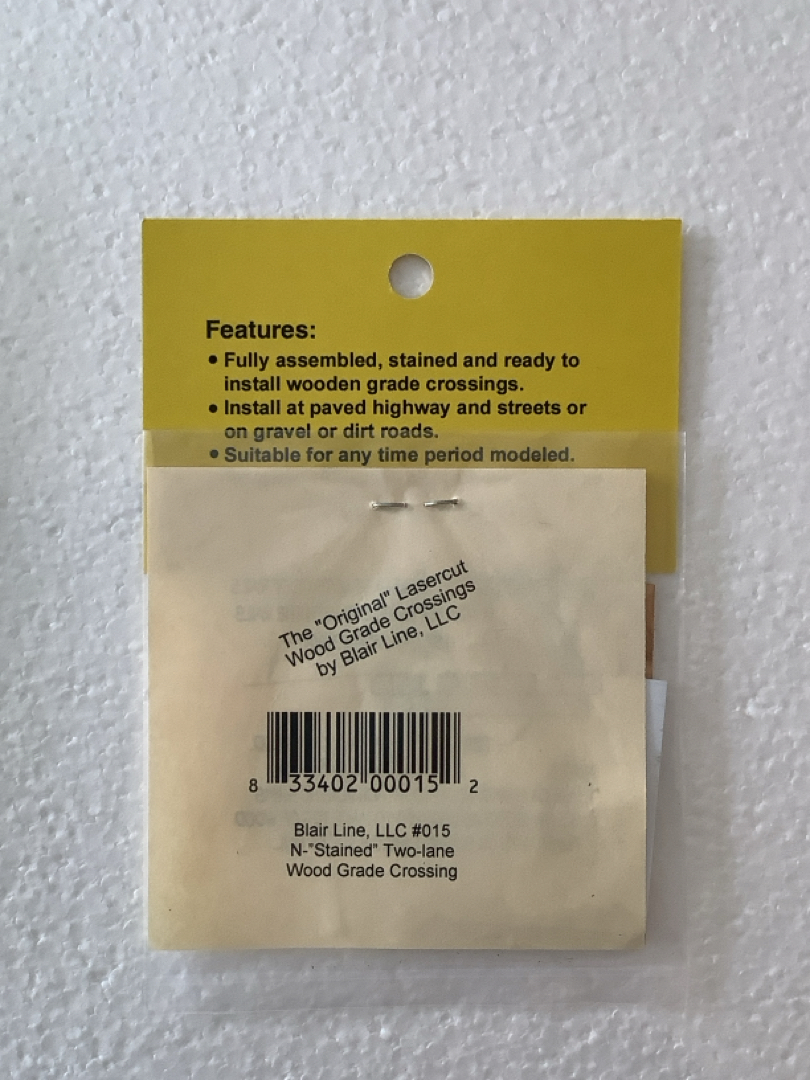 Features:
• Fully assembled, stained and ready to
install wooden grade crossings.
• Install at paved highway and streets or
on gravel or dirt roads.
• Suitable for any time period modeled.
The "Original" Lasercut
Wood Grade Crossings
by Blair Line, LLC
8 33402 00015 2
Blair Line, LLC #015
N-"Stained" Two-lane
Wood Grade Crossing